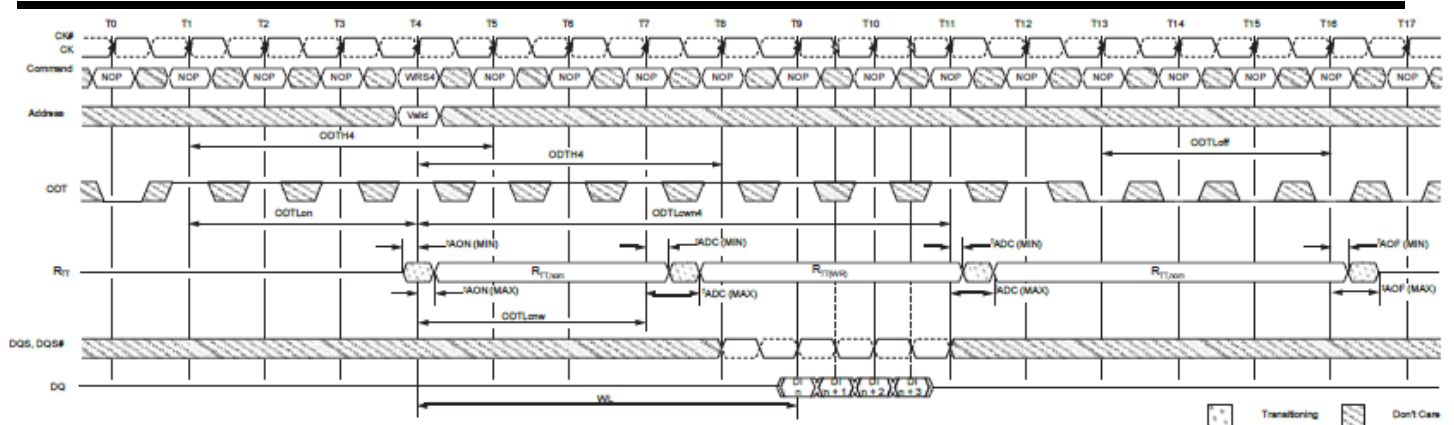 T0 T1 T2 T3 T4 T5 T6 T7 T8 T9 T10 T11 T12 T13 T14 T15 T16 T17
CK#
CK
Command NOP NOP NOP NOP WRS4 NOP NOP NOP NOP NOP NOP NOP NOP NOP NOP NOP NOP NOP
Address Valid
ODTH4 ODTLoff
ODTH4
ODT
ODTLon ODTLcwn4
tAON (MIN) tADC (MIN) tADC (MIN) tAOF (MIN)
RTT RTT,nom RTT(WR) RTT,nom
tAON (MAX) tADC (MAX) tADC (MAX) tAOF (MAX)
ODTLcnw
DQS, DQS#
DQ DI n DI n + 1 DI n + 2 DI n + 3
WL
Transitioning Don't Care